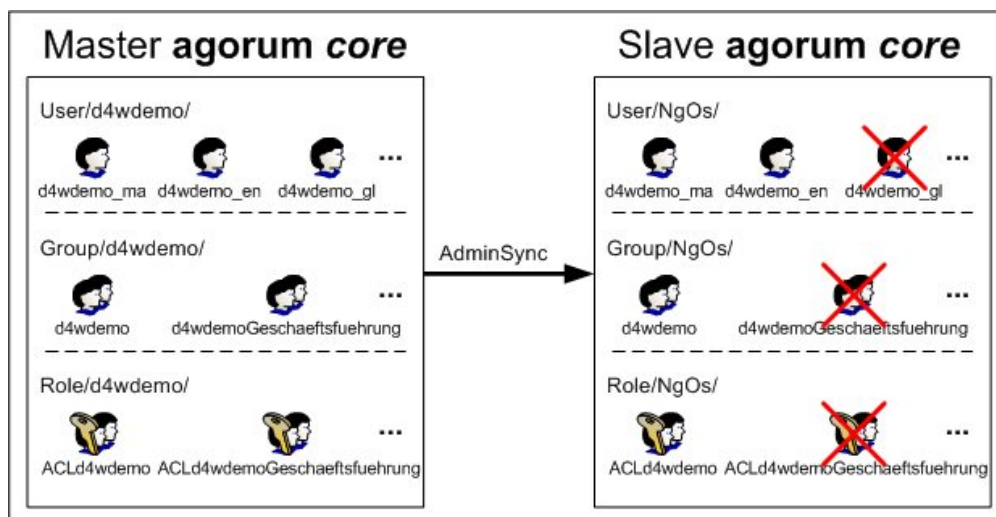 Master agorum core
User/d4wdemo/
...
d4wdemo_ma d4wdemo_en d4wdemo_gl
Group/d4wdemo/
...
d4wdemo d4wdemoGeschaeftsfuehrung
Role/d4wdemo/
...
ACLd4wdemo ACLd4wdemoGeschaeftsfuehrung
AdminSync
Slave agorum core
User/NgOs/
...
d4wdemo_ma d4wdemo_en d4wdemo_gl
Group/NgOs/
...
d4wdemo d4wdemoGeschaeftsfuehrung
Role/NgOs/
...
ACLd4wdemo ACLd4wdemoGeschaeftsfuehrung